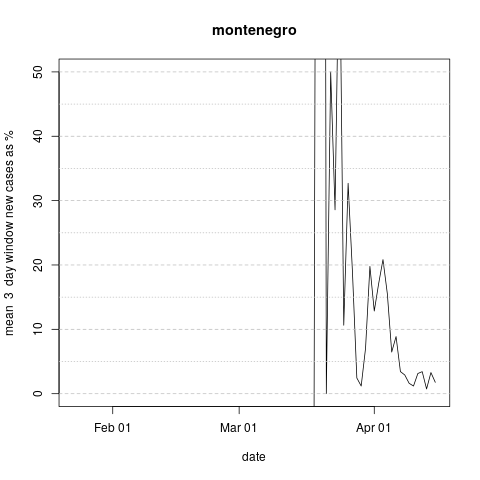 montenegro
mean 3 day window new cases as %
50
40
30
20
10
0
Feb 01
Mar 01
Apr 01
date